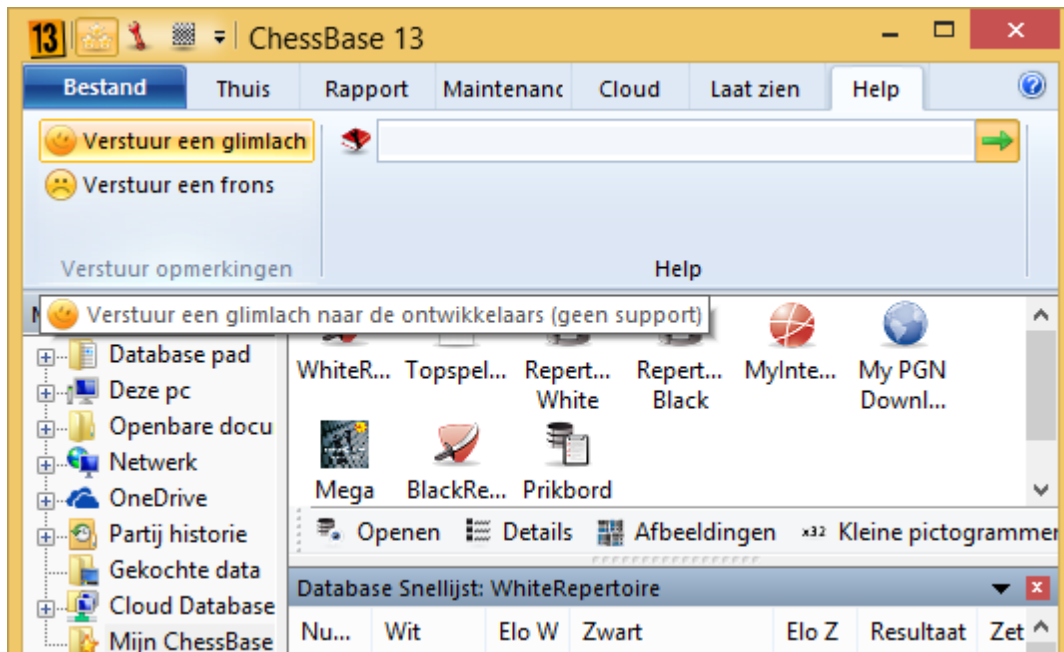 13 ChessBase 13
Bestand Thuis Rapport Maintenanc Cloud Laat zien Help
Verstuur een glimlach
Verstuur een frons
Verstuur opmerkingen Help
Verstuur een glimlach naar de ontwikkelaars (geen support)
Database pad
Deze pc
Openbare docu
Netwerk
OneDrive
Partij historie
Gekochte data
Cloud Database
Mijn ChessBase
WhiteR... Topspel... Repert... Repert... MyInte... My PGN
White Black Downl...
Mega BlackRe... Prikbord
Openen Details Afbeeldingen x32 Kleine pictogrammer
Database Snellijst: WhiteRepertoire
Nu... Wit Elo W Zwart Elo Z Resultaat Zet